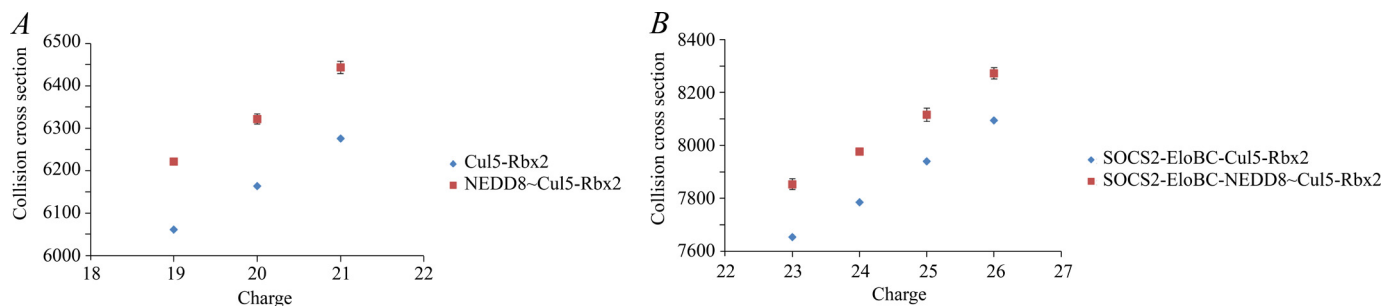 A
6500
6400
6300
6200
6100
6000
18
19
20
21
22
Collision cross section
Charge
Cul5-Rbx2
NEDD8~Cul5-Rbx2
B
8400
8200
8000
7800
7600
22
23
24
25
26
27
Collision cross section
Charge
SOCS2-EloBC-Cul5-Rbx2
SOCS2-EloBC-NEDD8~Cul5-Rbx2